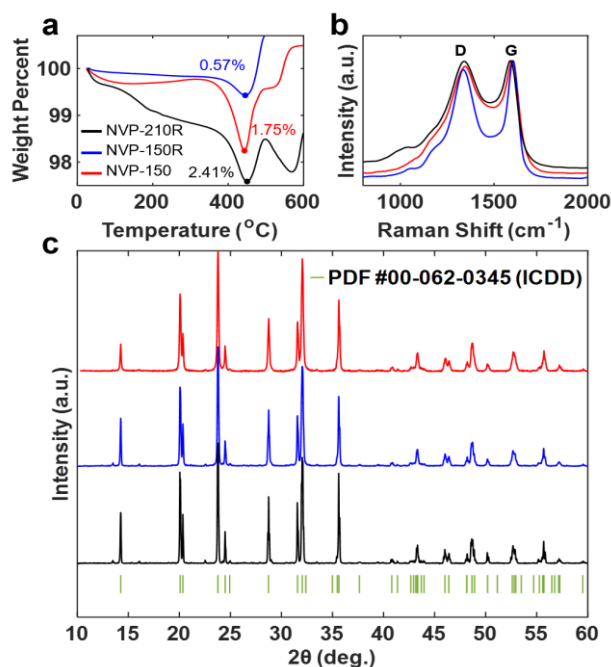 a
Weight Percent
100
99
98
0.57%
1.75%
2.41%
NVP-210R
NVP-150R
NVP-150
0 200 400 600
Temperature (°C)
b
D G
Intensity (a.u.)
1000 1500 2000
Raman Shift (cm⁻¹)
c
PDF #00-062-0345 (ICDD)
Intensity (a.u.)
10 15 20 25 30 35 40 45 50 55 60
2θ (deg.)